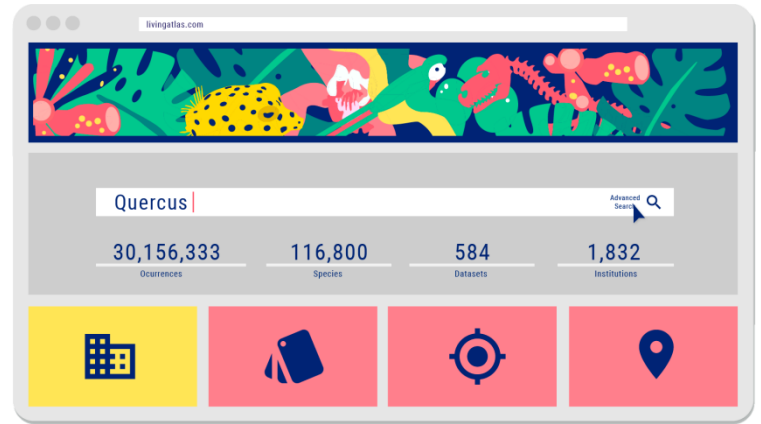 livingatlas.com
Quercus
Advanced
Search
30,156,333
116,800
584
1,832
Ocurrences
Species
Datasets
Institutions